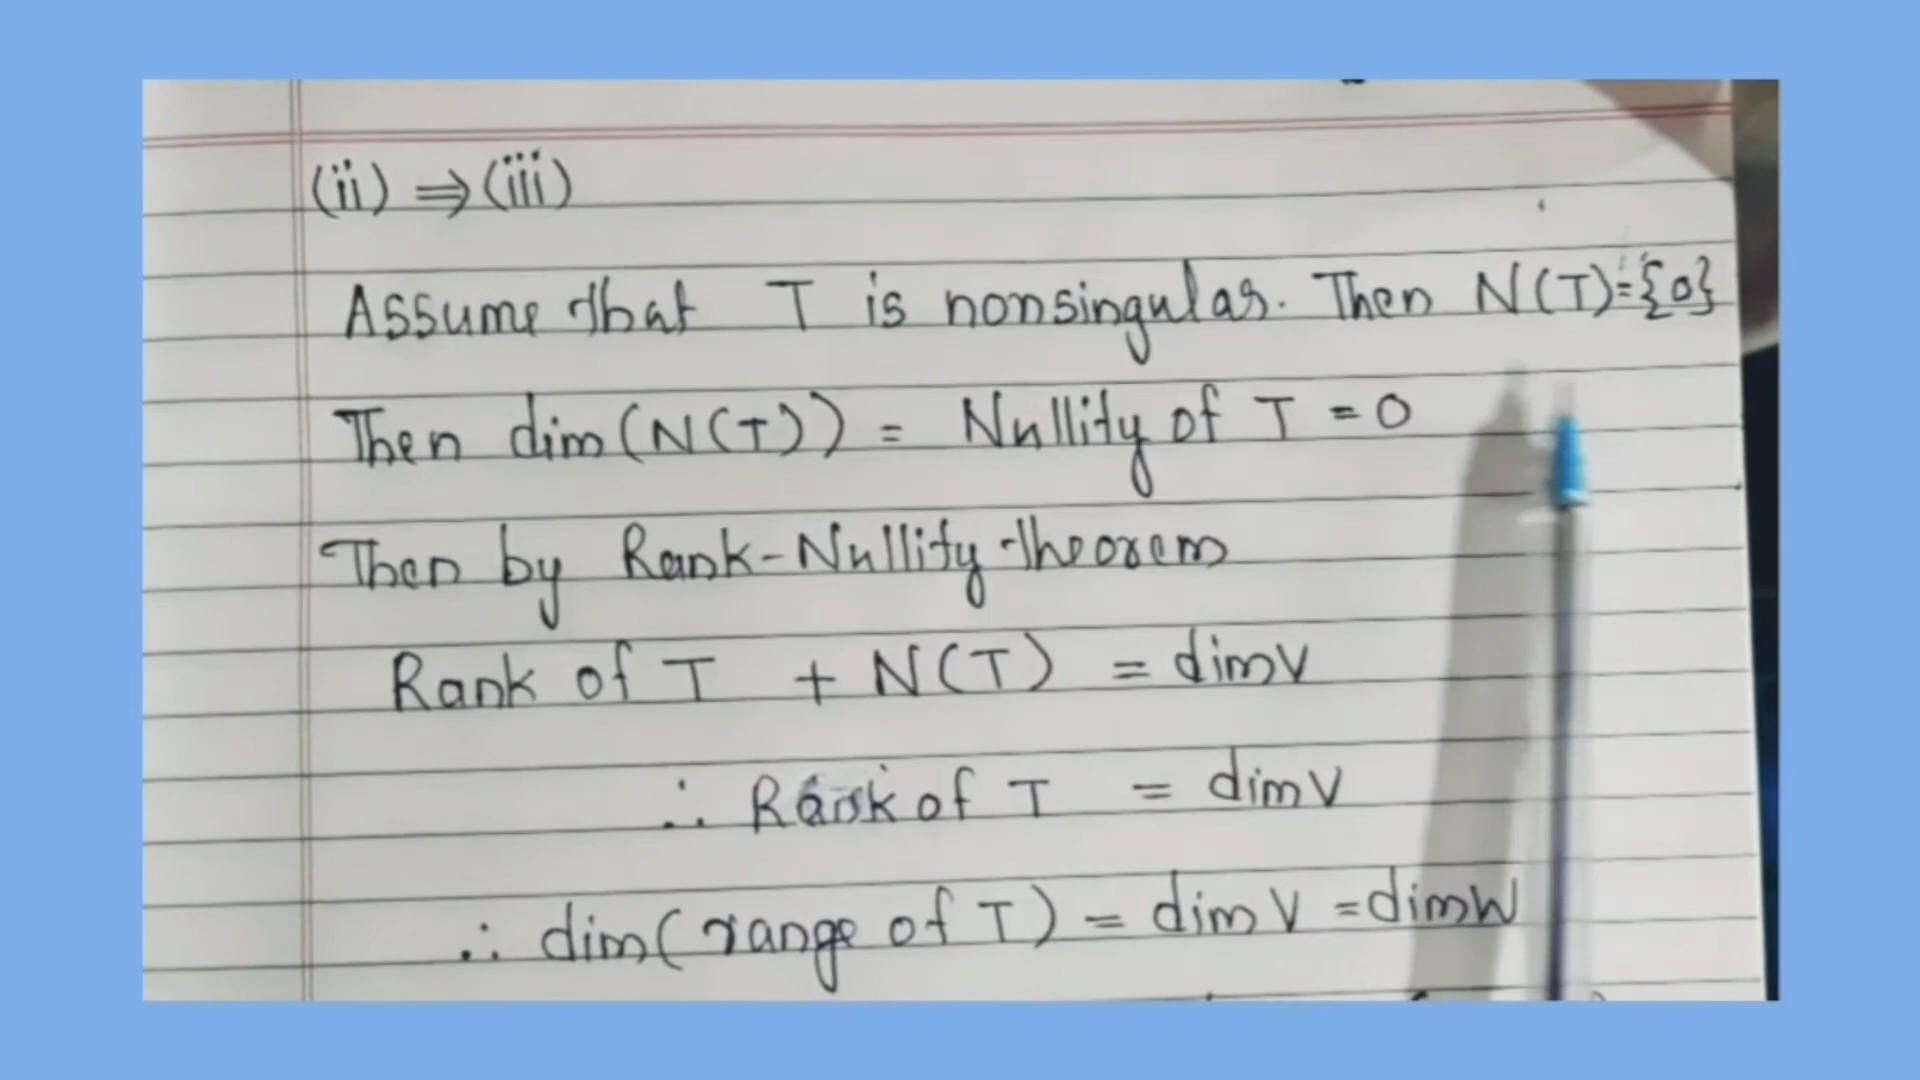 (ii) ⇒ (iii)
Assume that T is nonsingular. Then N(T)={0}
Then dim(N(T)) = Nullity of T = 0
Then by Rank-Nullity theorem
Rank of T + N(T) = dimV
∴ Rank of T = dimV
∴ dim(range of T) = dimV = dimW